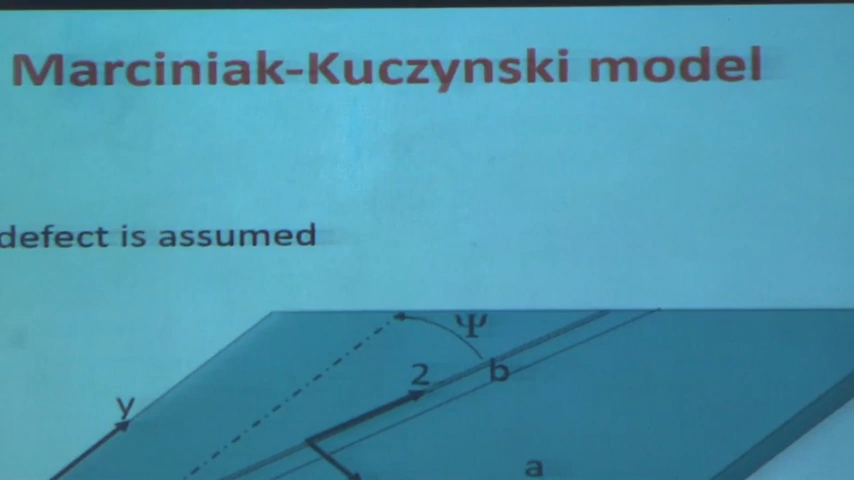 Marciniak-Kuczynski model
defect is assumed
Ψ
2
b
y
a